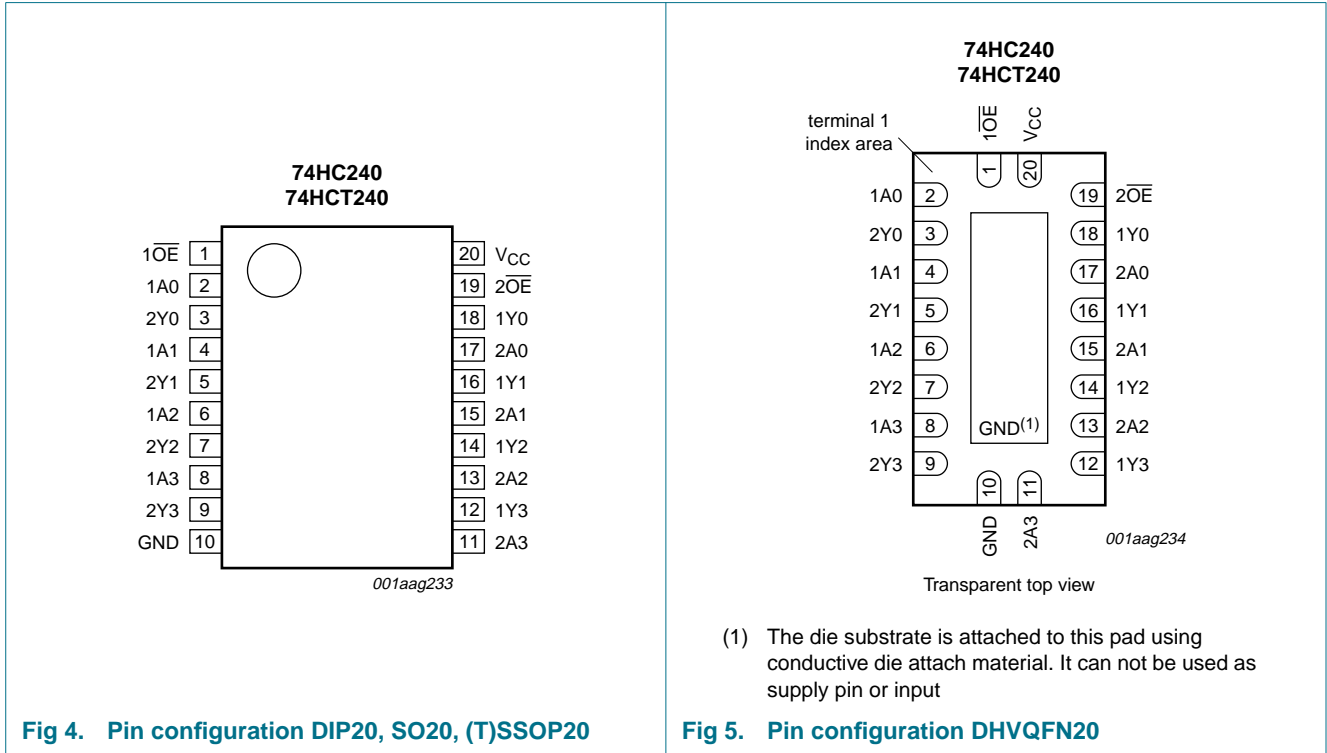 74HC240
74HCT240
1O̅E̅ 1
1A0 2
2Y0 3
1A1 4
2Y1 5
1A2 6
2Y2 7
1A3 8
2Y3 9
GND 10
20 VCC
19 2O̅E̅
18 1Y0
17 2A0
16 1Y1
15 2A1
14 1Y2
13 2A2
12 1Y3
11 2A3
001aag233
Fig 4. Pin configuration DIP20, SO20, (T)SSOP20
74HC240
74HCT240
terminal 1
index area
1O̅E̅
VCC
1
20
1A0 2
2Y0 3
1A1 4
2Y1 5
1A2 6
2Y2 7
1A3 8
2Y3 9
GND(1)
19 2O̅E̅
18 1Y0
17 2A0
16 1Y1
15 2A1
14 1Y2
13 2A2
12 1Y3
10
11
GND
2A3
001aag234
Transparent top view
(1) The die substrate is attached to this pad using
conductive die attach material. It can not be used as
supply pin or input
Fig 5. Pin configuration DHVQFN20